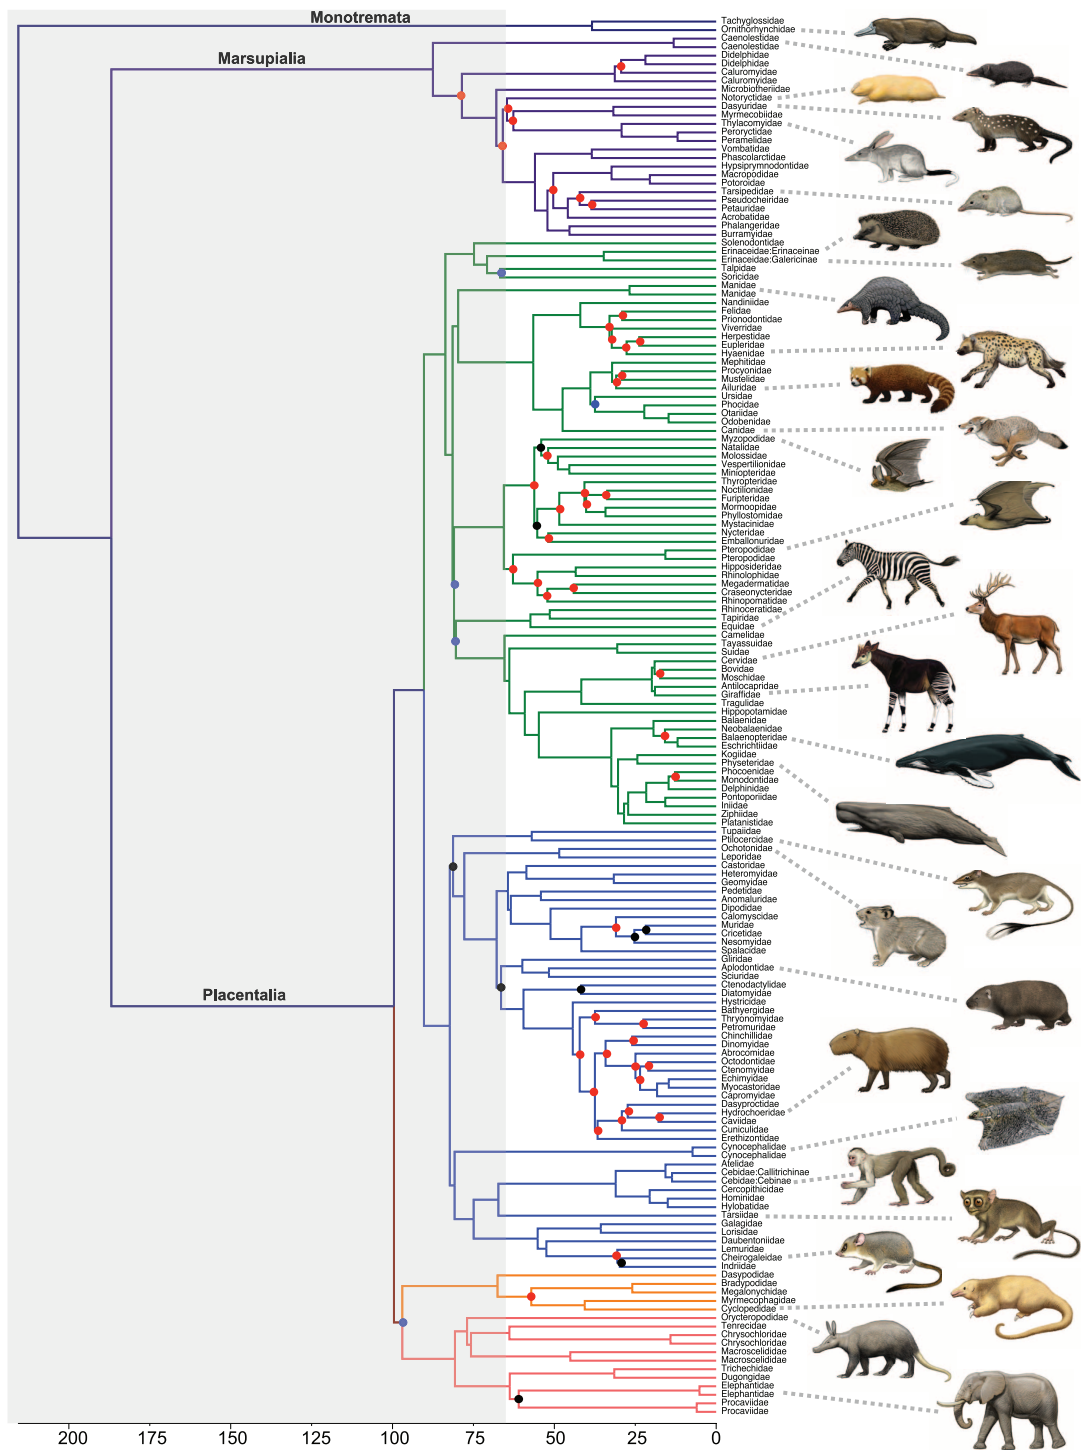 Monotremata
Marsupialia
Placentalia
Tachyglossidae
Ornithorhynchidae
Caenolestidae
Caenolestidae
Didelphidae
Didelphidae
Caluromyidae
Caluromyidae
Microbiotheriidae
Notoryctidae
Dasyuridae
Myrmecobiidae
Thylacomyidae
Peroryctidae
Peramelidae
Vombatidae
Phascolarctidae
Hypsiprymnodontidae
Macropodidae
Potoroidae
Tarsipedidae
Pseudocheiridae
Petauridae
Acrobatidae
Phalangeridae
Burramyidae
Solenodontidae
Erinaceidae:Erinaceinae
Erinaceidae:Galericinae
Talpidae
Soricidae
Manidae
Manidae
Nandiniidae
Felidae
Prionodontidae
Viverridae
Herpestidae
Eupleridae
Hyaenidae
Mephitidae
Procyonidae
Mustelidae
Ailuridae
Ursidae
Phocidae
Otariidae
Odobenidae
Canidae
Myzopodidae
Natalidae
Molossidae
Vespertilionidae
Miniopteridae
Thyropteridae
Noctilionidae
Furipteridae
Mormoopidae
Phyllostomidae
Mystacinidae
Nycteridae
Emballonuridae
Pteropodidae
Pteropodidae
Hipposideridae
Rhinolophidae
Megadermatidae
Craseonycteridae
Rhinopomatidae
Rhinoceratidae
Tapiridae
Equidae
Camelidae
Tayassuidae
Suidae
Cervidae
Bovidae
Moschidae
Antilocapridae
Giraffidae
Tragulidae
Hippopotamidae
Balaenidae
Neobalaenidae
Balaenopteridae
Eschrichtiidae
Kogiidae
Physeteridae
Phocoenidae
Monodontidae
Delphinidae
Pontoporiidae
Iniidae
Ziphiidae
Platanistidae
Tupaiidae
Ptilocercidae
Ochotonidae
Leporidae
Castoridae
Heteromyidae
Geomyidae
Pedetidae
Anomaluridae
Dipodidae
Calomyscidae
Muridae
Cricetidae
Nesomyidae
Spalacidae
Gliridae
Aplodontidae
Sciuridae
Ctenodactylidae
Diatomyidae
Hystricidae
Bathyergidae
Thryonomyidae
Petromuridae
Chinchillidae
Dinomyidae
Abrocomidae
Octodontidae
Ctenomyidae
Echimyidae
Myocastoridae
Capromyidae
Dasyproctidae
Hydrochoeridae
Caviidae
Cuniculidae
Erethizontidae
Cynocephalidae
Cynocephalidae
Atelidae
Cebidae:Callitrichinae
Cebidae:Cebinae
Cercopithicidae
Hominidae
Hylobatidae
Tarsiidae
Galagidae
Lorisidae
Daubentoniidae
Lemuridae
Cheirogaleidae
Indriidae
Dasypodidae
Bradypodidae
Megalonychidae
Myrmecophagidae
Cyclopedidae
Orycteropodidae
Tenrecidae
Chrysochloridae
Chrysochloridae
Macroscelididae
Macroscelididae
Trichechidae
Dugongidae
Elephantidae
Elephantidae
Procaviidae
Procaviidae
200 175 150 125 100 75 50 25 0